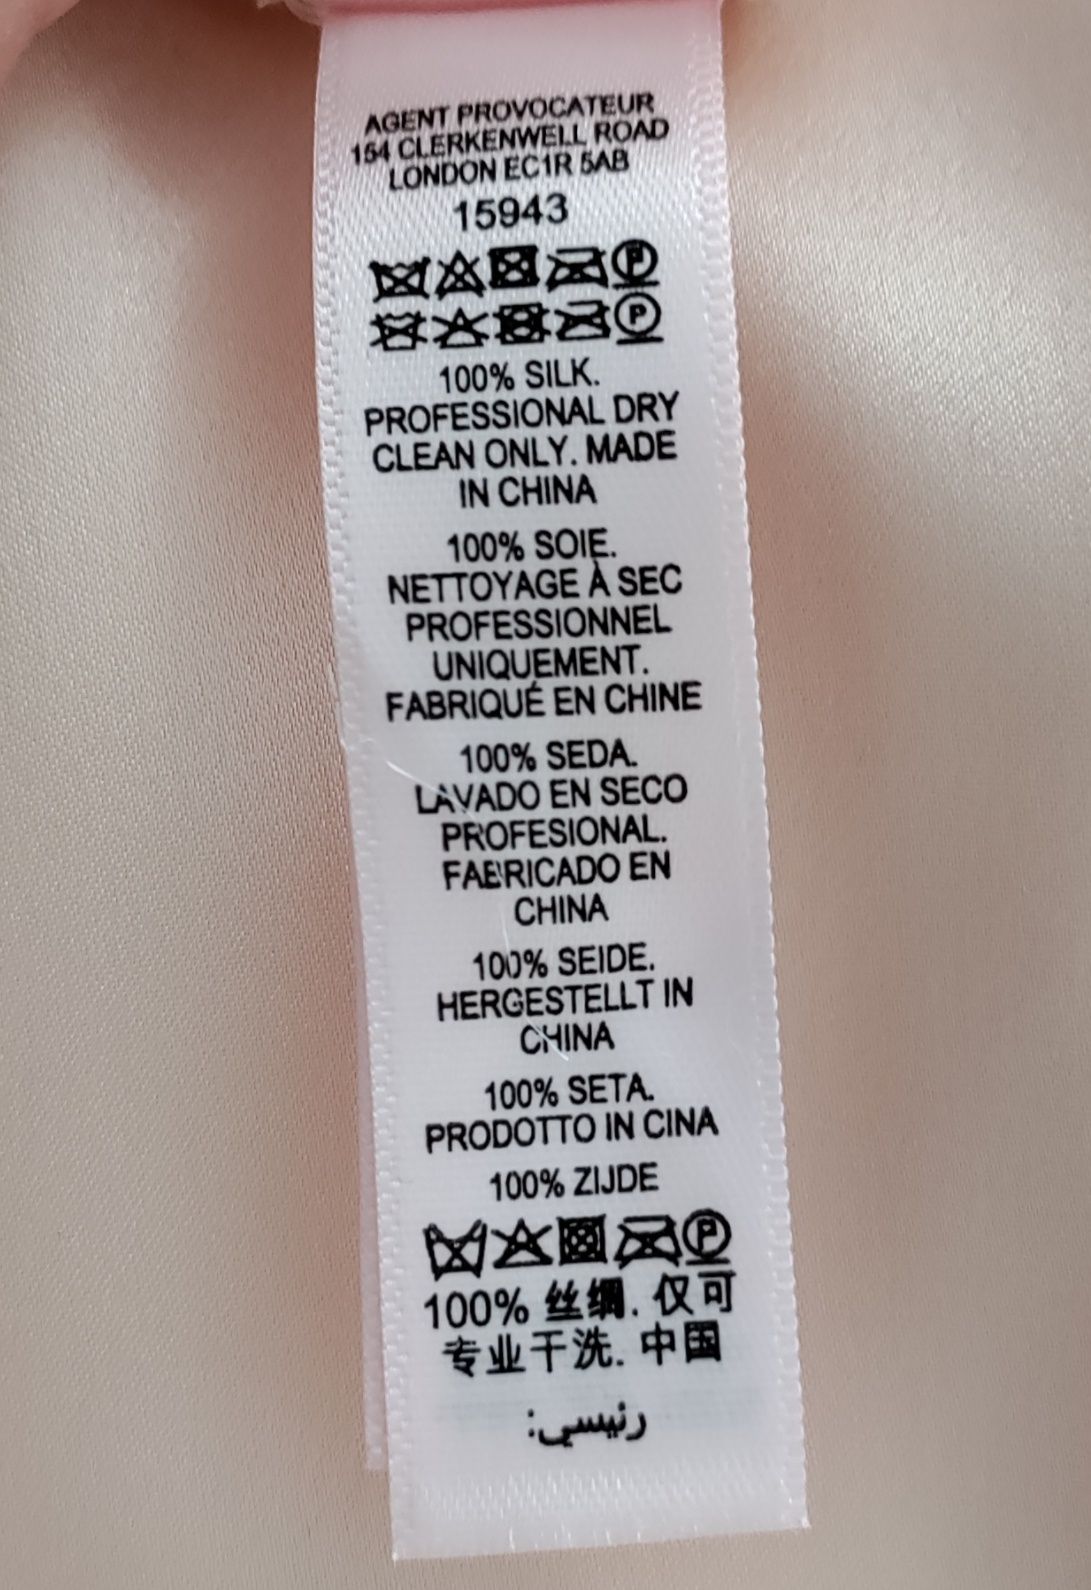 AGENT PROVOCATEUR
154 CLERKENWELL ROAD
LONDON EC1R 5AB
15943
P
P
100% SILK.
PROFESSIONAL DRY
CLEAN ONLY. MADE
IN CHINA
100% SOIE.
NETTOYAGE À SEC
PROFESSIONNEL
UNIQUEMENT.
FABRIQUÉ EN CHINE
100% SEDA.
LAVADO EN SECO
PROFESIONAL.
FABRICADO EN
CHINA
100% SEIDE.
HERGESTELLT IN
CHINA
100% SETA.
PRODOTTO IN CINA
100% ZIJDE
P
100% 丝绸. 仅可
专业干洗. 中国
رئيسي: